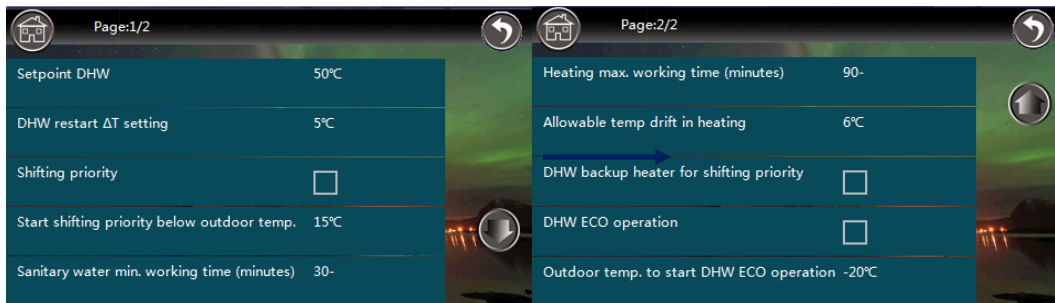 Page:1/2
Setpoint DHW 50℃
DHW restart ΔT setting 5℃
Shifting priority
Start shifting priority below outdoor temp. 15℃
Sanitary water min. working time (minutes) 30-
Page:2/2
Heating max. working time (minutes) 90-
Allowable temp drift in heating 6℃
DHW backup heater for shifting priority
DHW ECO operation
Outdoor temp. to start DHW ECO operation -20℃